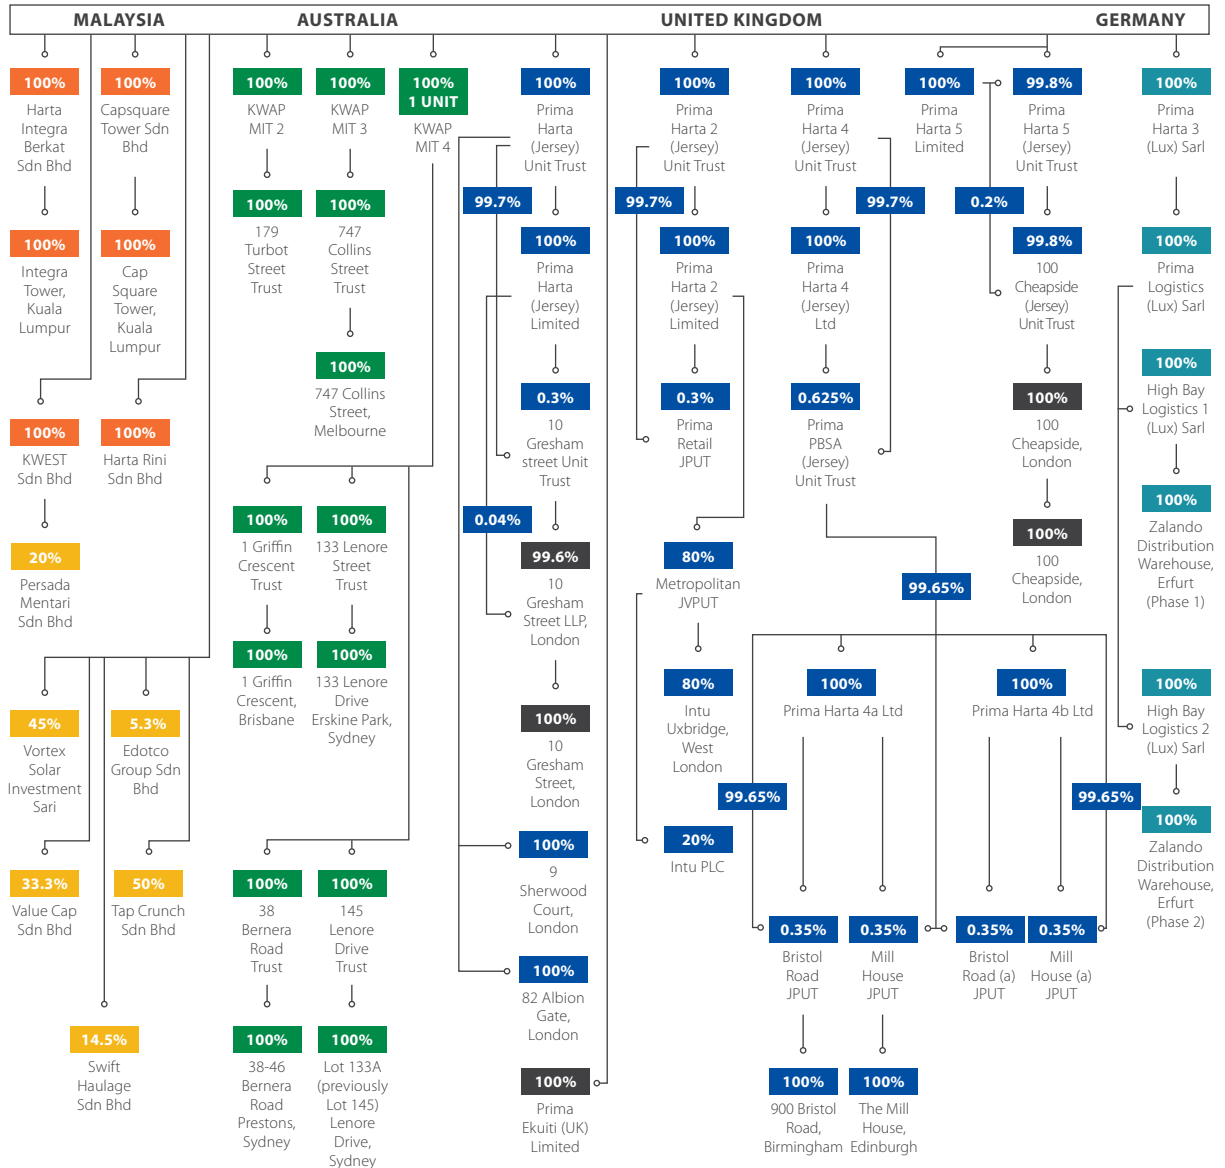 MALAYSIA
AUSTRALIA
UNITED KINGDOM
GERMANY
100%
Harta
Integra
Berkat
Sdn Bhd
100%
Integra
Tower,
Kuala
Lumpur
100%
Capsquare
Tower Sdn
Bhd
100%
Cap
Square
Tower,
Kuala
Lumpur
100%
KWEST
Sdn Bhd
100%
Harta Rini
Sdn Bhd
20%
Persada
Mentari
Sdn Bhd
45%
Vortex
Solar
Investment
Sari
5.3%
Edotco
Group Sdn
Bhd
33.3%
Value Cap
Sdn Bhd
50%
Tap Crunch
Sdn Bhd
14.5%
Swift
Haulage
Sdn Bhd
100%
KWAP
MIT 2
100%
179
Turbot
Street
Trust
100%
KWAP
MIT 3
100%
747
Collins
Street
Trust
100%
747 Collins
Street,
Melbourne
100%
1 UNIT
KWAP
MIT 4
100%
1 Griffin
Crescent
Trust
100%
1 Griffin
Crescent,
Brisbane
100%
133 Lenore
Street
Trust
100%
133 Lenore
Drive
Erskine Park,
Sydney
100%
38
Bernera
Road
Trust
100%
38-46
Bernera
Road
Prestons,
Sydney
100%
145
Lenore
Drive
Trust
100%
Lot 133A
(previously
Lot 145)
Lenore
Drive,
Sydney
100%
Prima
Harta
(Jersey)
Unit Trust
99.7%
100%
Prima
Harta
(Jersey)
Limited
0.3%
10
Gresham
street Unit
Trust
0.04%
99.6%
10
Gresham
Street LLP,
London
100%
10
Gresham
Street,
London
100%
9
Sherwood
Court,
London
100%
82 Albion
Gate,
London
100%
Prima
Ekuiti (UK)
Limited
100%
Prima
Harta 2
(Jersey)
Unit Trust
99.7%
100%
Prima
Harta 2
(Jersey)
Limited
0.3%
Prima
Retail
JPUT
80%
Metropolitan
JVPUT
80%
Intu
Uxbridge,
West
London
20%
Intu PLC
100%
Prima
Harta 4
(Jersey)
Unit Trust
99.7%
100%
Prima
Harta 4
(Jersey)
Ltd
0.625%
Prima
PBSA
(Jersey)
Unit Trust
99.65%
100%
Prima Harta 4a Ltd
100%
Prima Harta 4b Ltd
99.65%
99.65%
0.35%
Bristol
Road
JPUT
0.35%
Mill
House
JPUT
0.35%
Bristol
Road (a)
JPUT
0.35%
Mill
House (a)
JPUT
100%
900 Bristol
Road,
Birmingham
100%
The Mill
House,
Edinburgh
100%
Prima
Harta 5
Limited
99.8%
Prima
Harta 5
(Jersey)
Unit Trust
0.2%
99.8%
100
Cheapside
(Jersey)
Unit Trust
100%
100
Cheapside,
London
100%
100
Cheapside,
London
100%
Prima
Harta 3
(Lux) Sarl
100%
Prima
Logistics
(Lux) Sarl
100%
High Bay
Logistics 1
(Lux) Sarl
100%
Zalando
Distribution
Warehouse,
Erfurt
(Phase 1)
100%
High Bay
Logistics 2
(Lux) Sarl
100%
Zalando
Distribution
Warehouse,
Erfurt
(Phase 2)